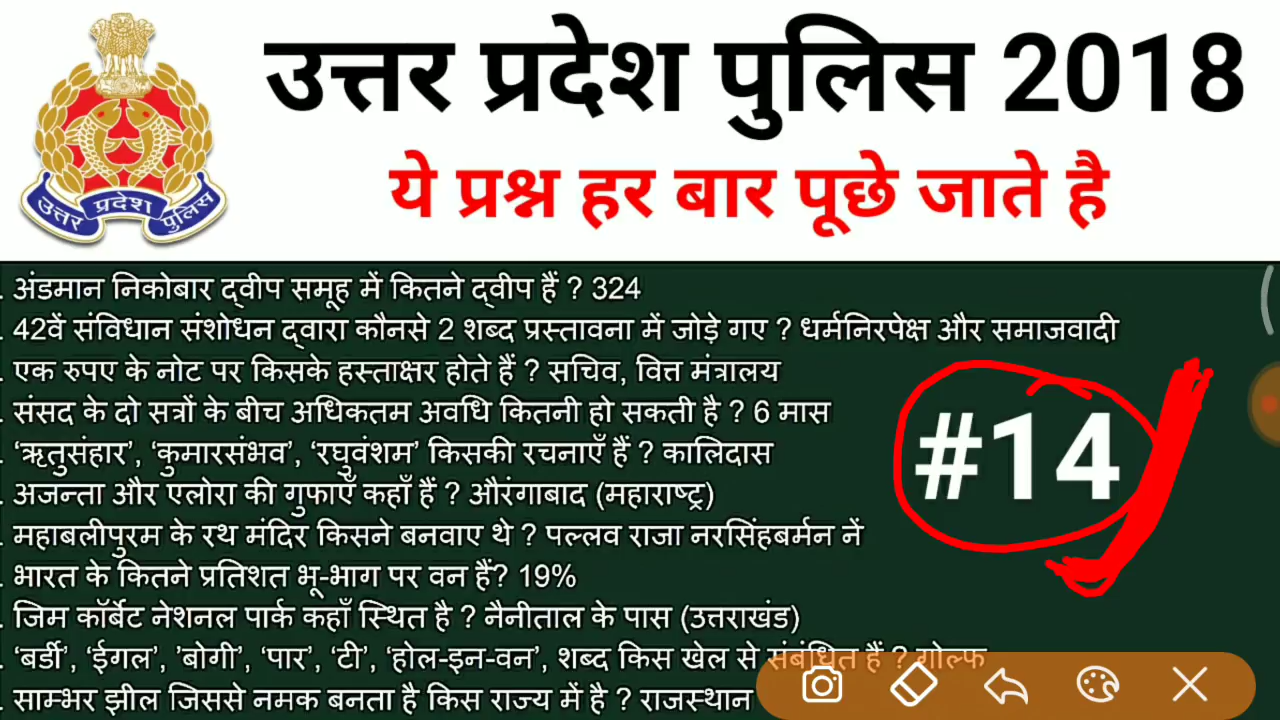 उत्तर प्रदेश पुलिस 2018
ये प्रश्न हर बार पूछे जाते है
उत्तर प्रदेश पुलिस
. अंडमान निकोबार द्वीप समूह में कितने द्वीप हैं ? 324
. 42वें संविधान संशोधन द्वारा कौनसे 2 शब्द प्रस्तावना में जोड़े गए ? धर्मनिरपेक्ष और समाजवादी
. एक रुपए के नोट पर किसके हस्ताक्षर होते हैं ? सचिव, वित्त मंत्रालय
. संसद के दो सत्रों के बीच अधिकतम अवधि कितनी हो सकती है ? 6 मास
. ‘ऋतुसंहार’, ‘कुमारसंभव’, ‘रघुवंशम’ किसकी रचनाएँ हैं ? कालिदास
. अजन्ता और एलोरा की गुफाएँ कहाँ हैं ? औरंगाबाद (महाराष्ट्र)
. महाबलीपुरम के रथ मंदिर किसने बनवाए थे ? पल्लव राजा नरसिंहबर्मन नें
. भारत के कितने प्रतिशत भू-भाग पर वन हैं? 19%
. जिम कॉर्बेट नेशनल पार्क कहाँ स्थित है ? नैनीताल के पास (उत्तराखंड)
. ‘बर्डी’, ‘ईगल’, ’बोगी’, ‘पार’, ‘टी’, ‘होल-इन-वन’, शब्द किस खेल से संबंधित हैं ? गोल्फ
. साम्भर झील जिससे नमक बनता है किस राज्य में है ? राजस्थान
#14